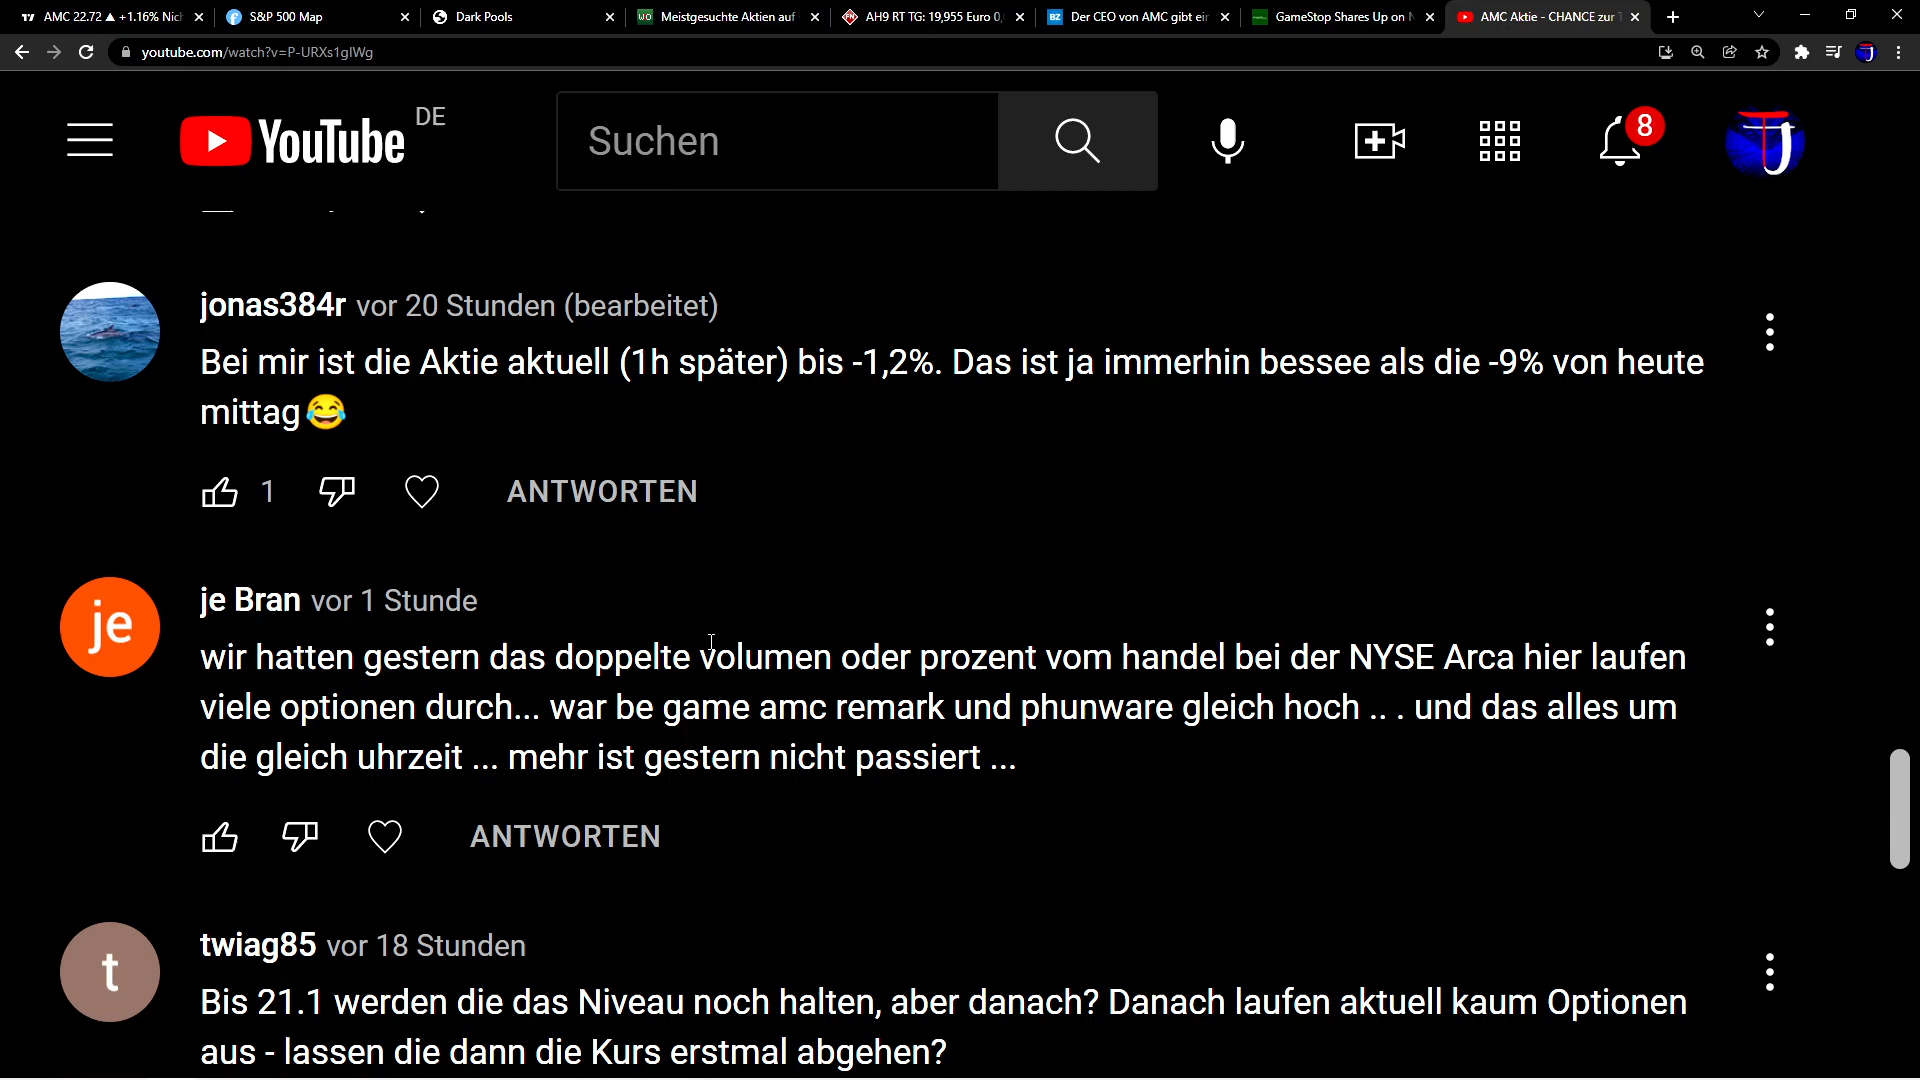 AMC 22.72 ▲ +1.16% Nich
S&P 500 Map
Dark Pools
WO Meistgesuchte Aktien auf
FN AH9 RT TG: 19,955 Euro 0,
BZ Der CEO von AMC gibt ein
GameStop Shares Up on N
AMC Aktie - CHANCE zur T
youtube.com/watch?v=P-URXs1glWg
YouTube DE
Suchen
8
TJ
jonas384r vor 20 Stunden (bearbeitet)
Bei mir ist die Aktie aktuell (1h später) bis -1,2%. Das ist ja immerhin bessee als die -9% von heute
mittag😂
1 ANTWORTEN
je
je Bran vor 1 Stunde
wir hatten gestern das doppelte volumen oder prozent vom handel bei der NYSE Arca hier laufen
viele optionen durch... war be game amc remark und phunware gleich hoch .. . und das alles um
die gleich uhrzeit ... mehr ist gestern nicht passiert ...
ANTWORTEN
t
twiag85 vor 18 Stunden
Bis 21.1 werden die das Niveau noch halten, aber danach? Danach laufen aktuell kaum Optionen
aus - lassen die dann die Kurs erstmal abgehen?